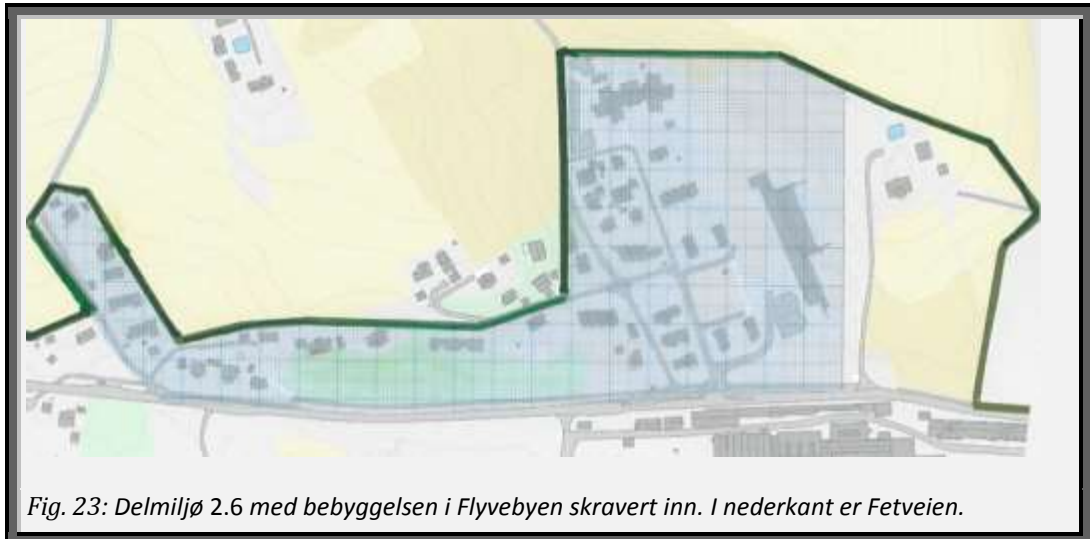 Fig. 23: Delmiljø 2.6 med bebyggelsen i Flyvebyen skravert inn. I nederkant er Fetveien.